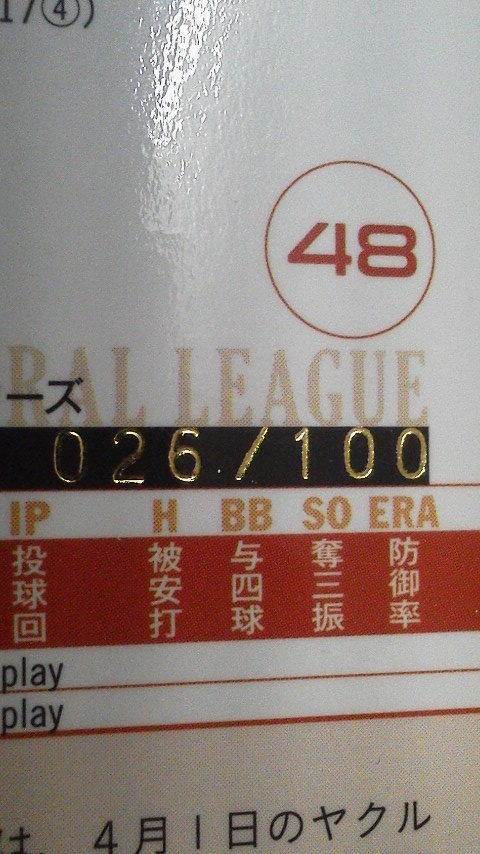 17④)
48
RAL LEAGUE
ーズ
026/100
IP H BB SO ERA
投球回 被安打 与四球 奪三振 防御率
play
play
は、4月1日のヤクル